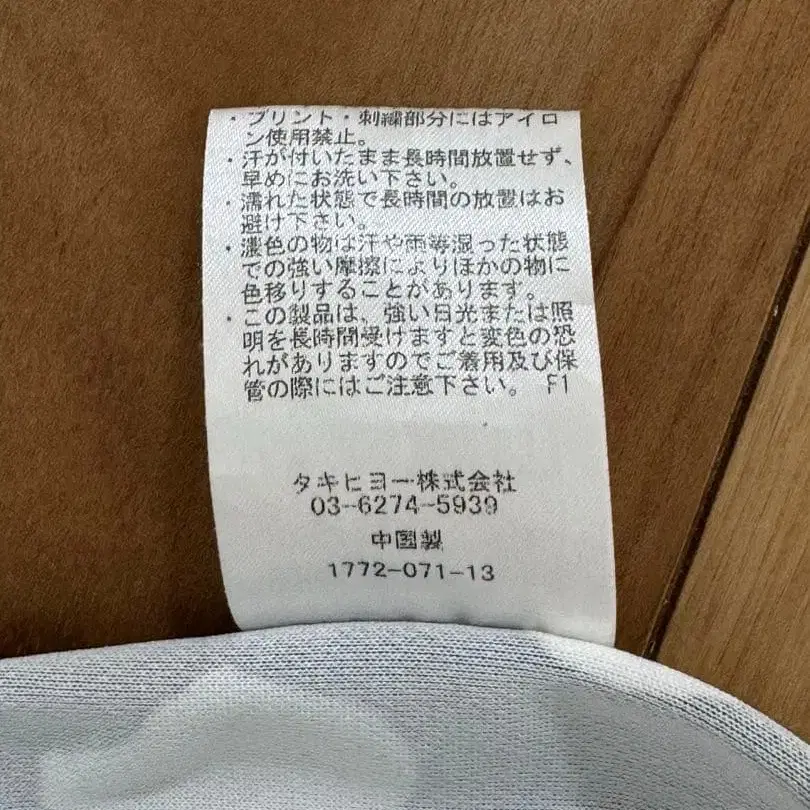 ・プリント・刺繍部分にはアイロ
ン使用禁止。
・汗が付いたまま長時間放置せず、
早めにお洗い下さい。
・濡れた状態で長時間の放置はお
避け下さい。
・濃色の物は汗や雨等湿った状態
での強い摩擦によりほかの物に
色移りすることがあります。
・この製品は、強い日光または照
明を長時間受けますと変色の恐
れがありますのでご着用及び保
管の際にはご注意下さい。 F1
タキヒヨー株式会社
03-6274-5939
中国製
1772-071-13